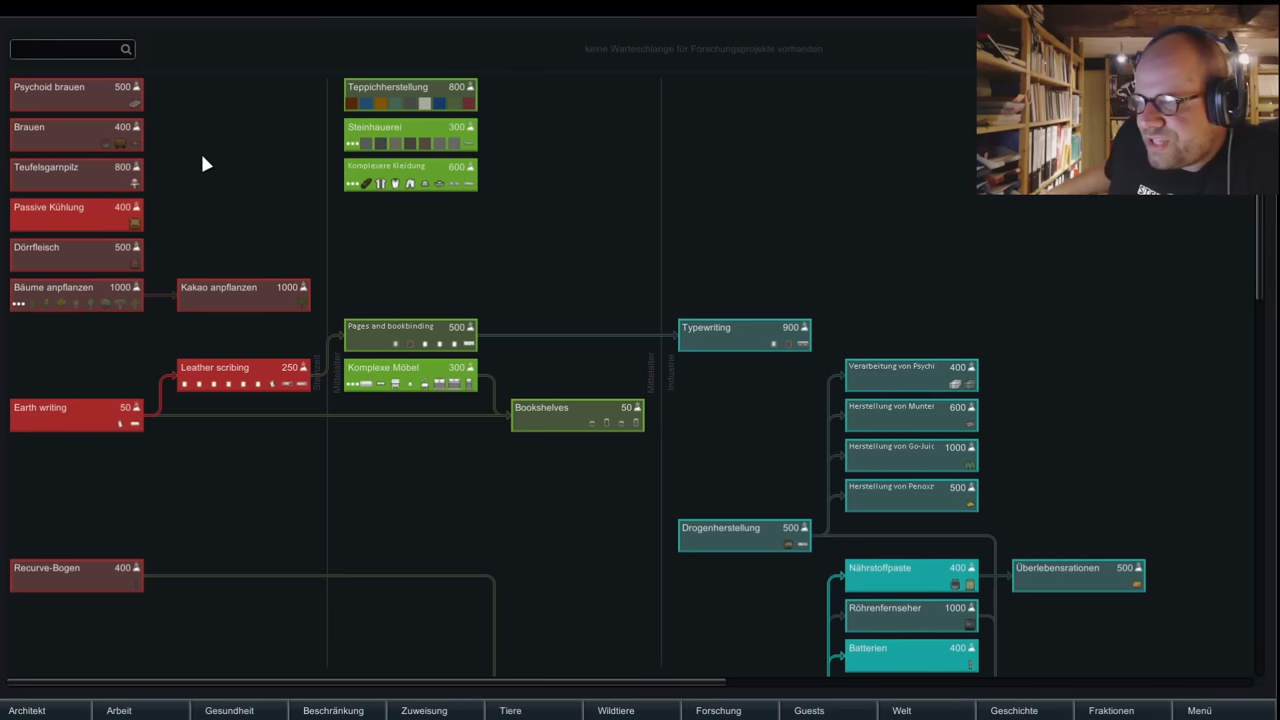 keine Warteschlange für Forschungsprojekte vorhanden
Psychoid brauen 500
Brauen 400
Teufelsgarnpilz 800
Passive Kühlung 400
Dörrfleisch 500
Bäume anpflanzen 1000
Kakao anpflanzen 1000
Teppichherstellung 800
Steinhauerei 300
Komplexere Kleidung 600
Pages and bookbinding 500
Typewriting 900
Leather scribing 250
Steinzeit
Mittelalter
Komplexe Möbel 300
Mittelalter
Industrie
Earth writing 50
Bookshelves 50
Verarbeitung von Psychi 400
Herstellung von Munter 600
Herstellung von Go-Juic 1000
Herstellung von Penoxz 500
Drogenherstellung 500
Recurve-Bogen 400
Nährstoffpaste 400
Überlebensrationen 500
Röhrenfernseher 1000
Batterien 400
Architekt
Arbeit
Gesundheit
Beschränkung
Zuweisung
Tiere
Wildtiere
Forschung
Guests
Welt
Geschichte
Fraktionen
Menü